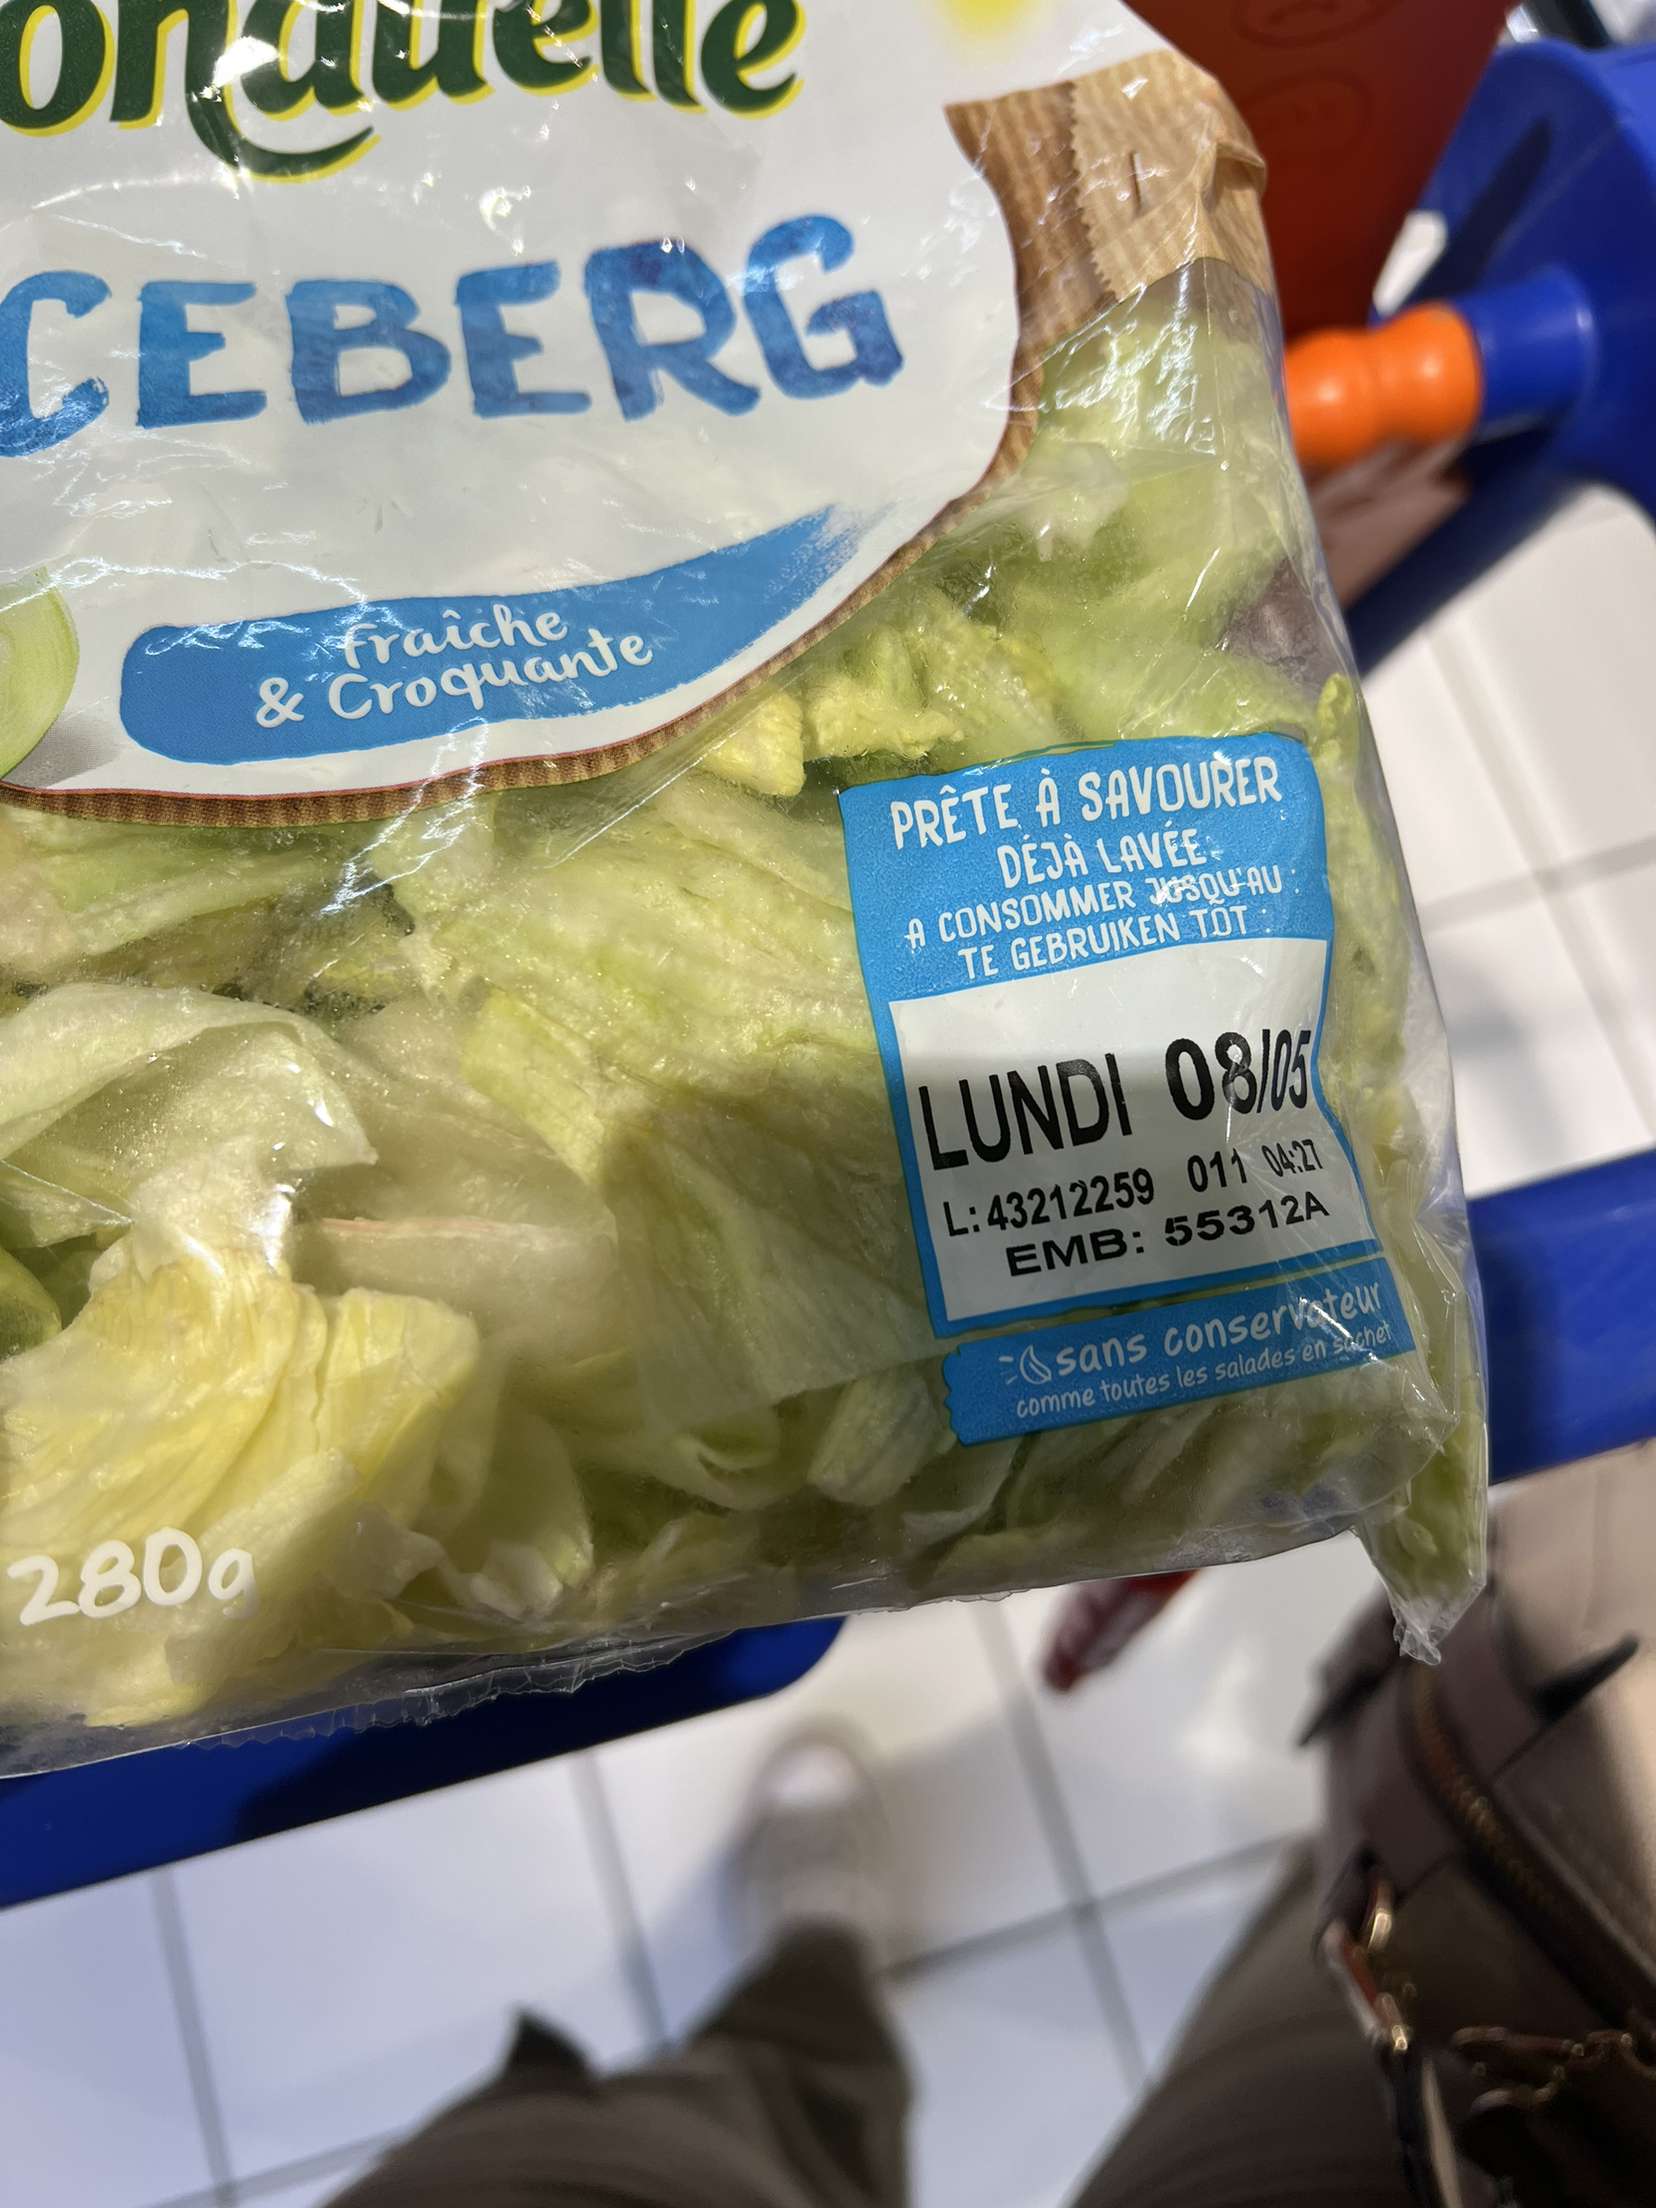 onduelle
CEBERG
Fraîche
& Croquante
PRÊTE À SAVOURER
DÉJÀ LAVÉE
A CONSOMMER JUSQU'AU :
TE GEBRUIKEN TOT :
LUNDI 08/05
L: 43212259 011 04:27
EMB: 55312A
sans conservateur
comme toutes les salades en sachet
280g